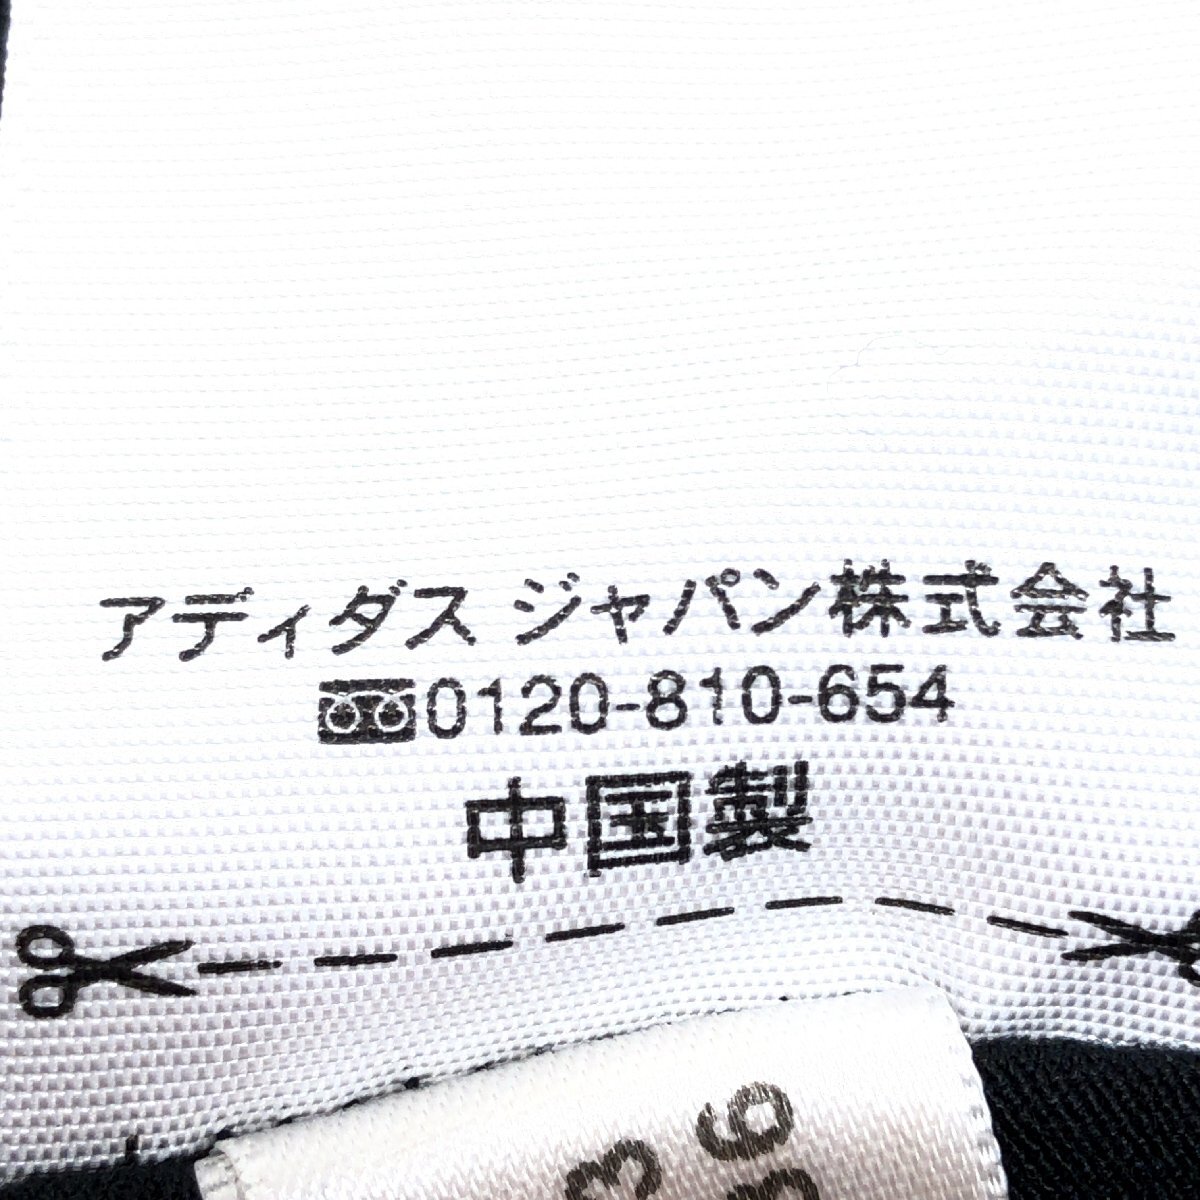 アディダス ジャパン株式会社
0120-810-654
中国製